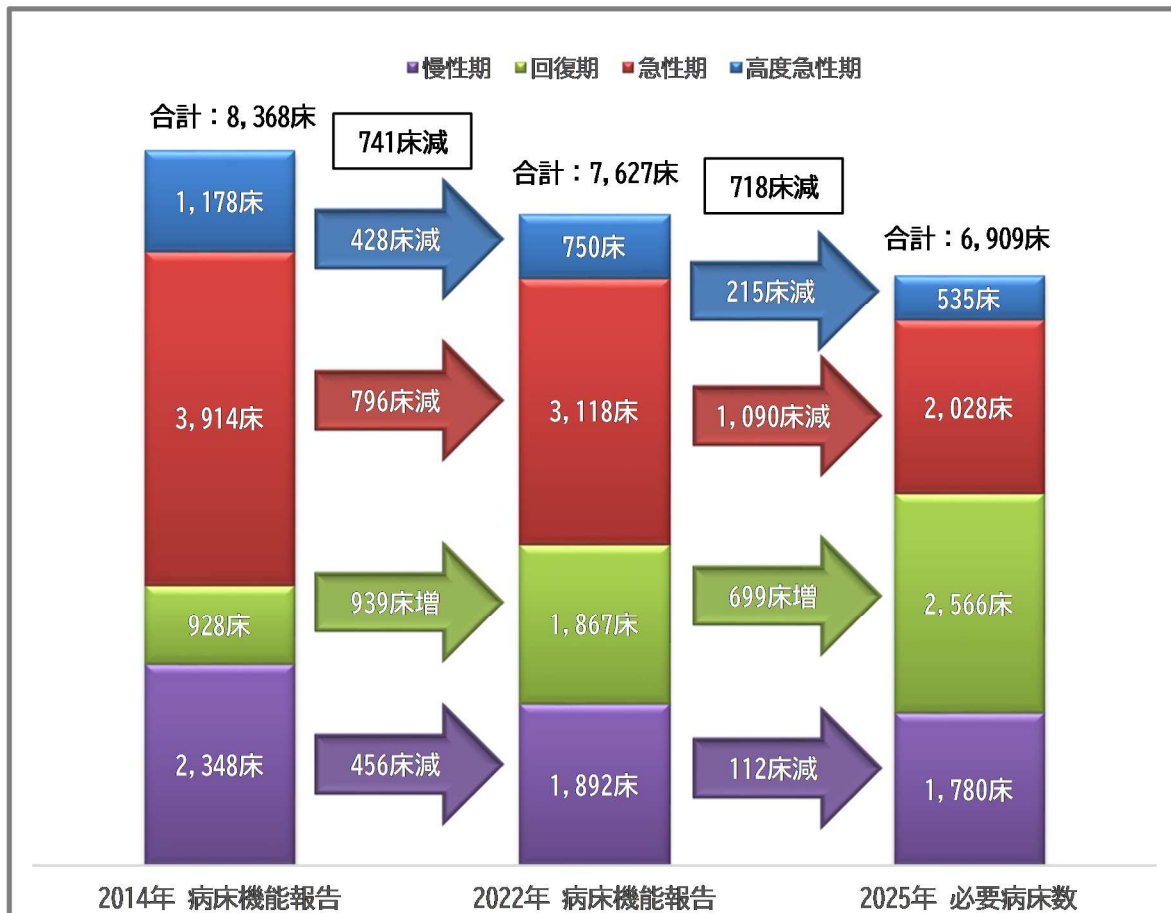 ■慢性期 ■回復期 ■急性期 ■高度急性期
合計：8,368床
741床減
合計：7,627床
718床減
合計：6,909床
1,178床
428床減
750床
215床減
535床
3,914床
796床減
3,118床
1,090床減
2,028床
928床
939床増
1,867床
699床増
2,566床
2,348床
456床減
1,892床
112床減
1,780床
2014年 病床機能報告
2022年 病床機能報告
2025年 必要病床数